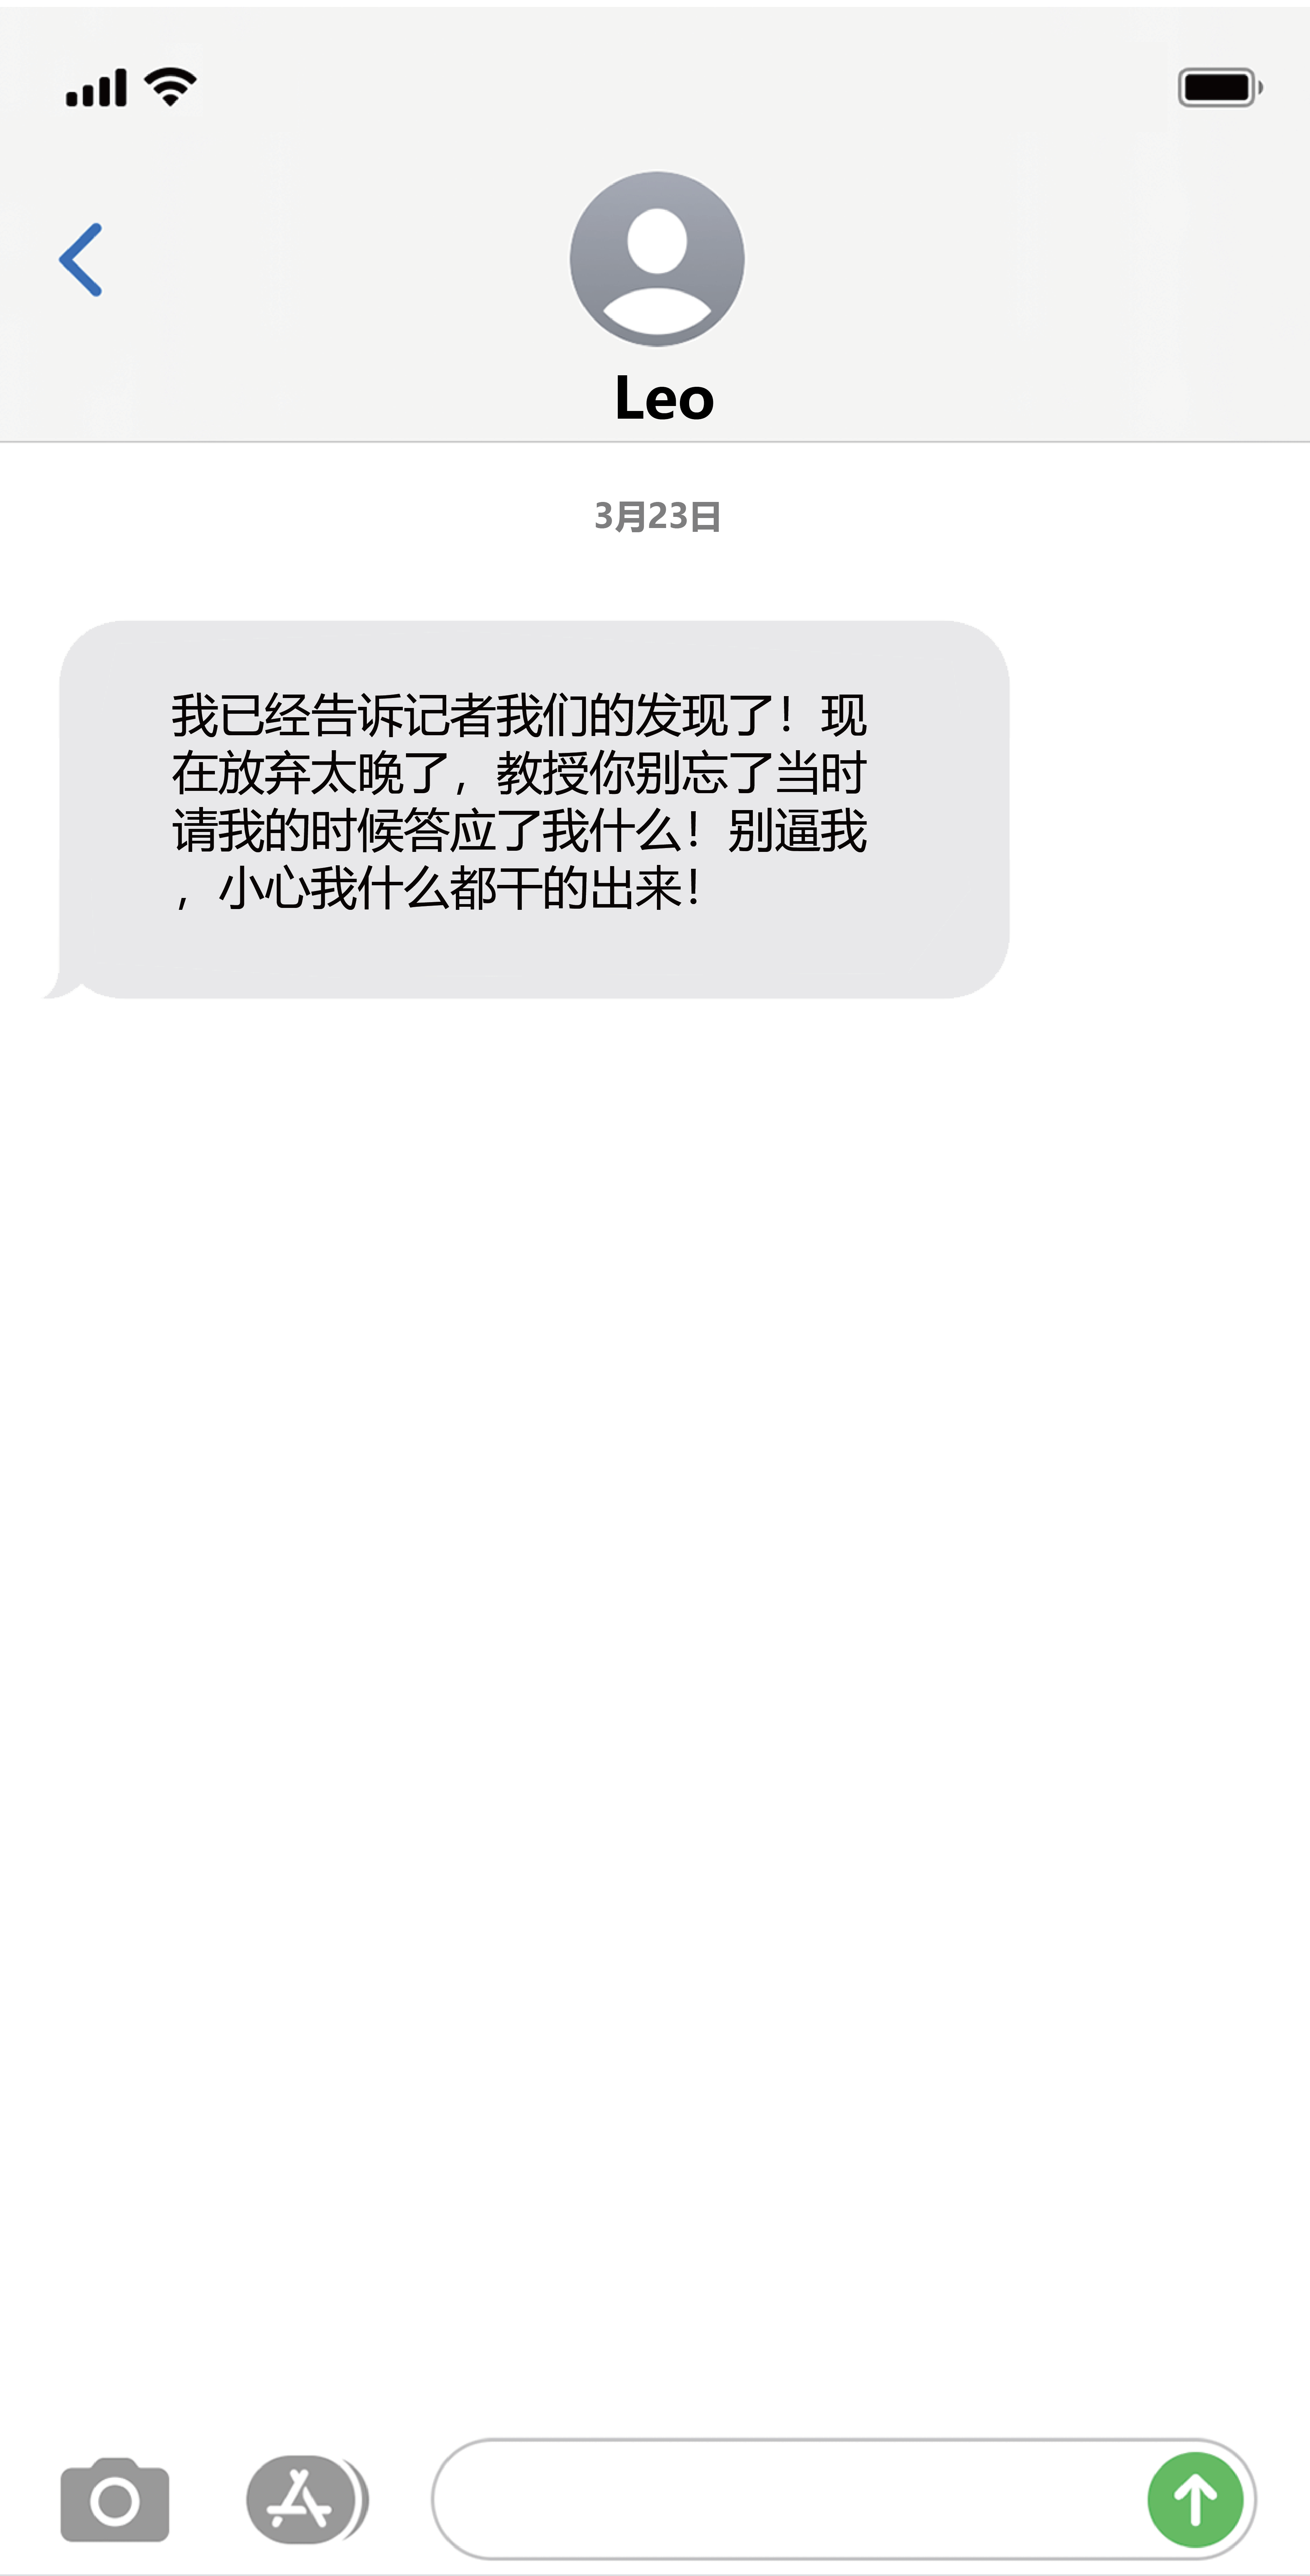 Leo
3月23日
我已经告诉记者我们的发现了！现
在放弃太晚了，教授你别忘了当时
请我的时候答应了我什么！别逼我
，小心我什么都干的出来！